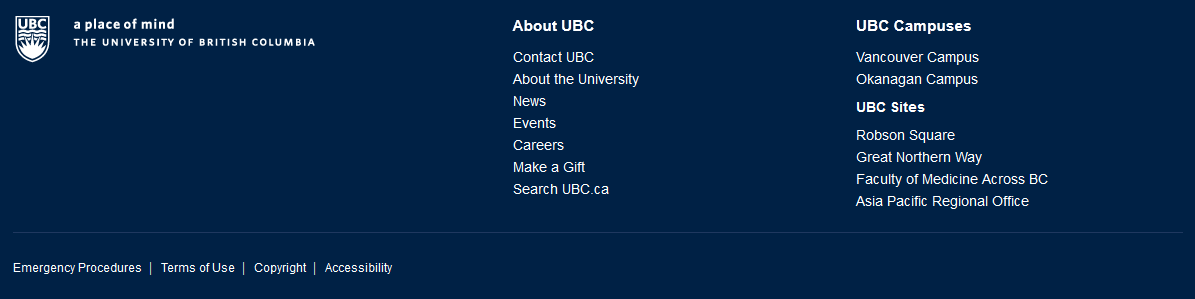 UBC
a place of mind
THE UNIVERSITY OF BRITISH COLUMBIA
About UBC
Contact UBC
About the University
News
Events
Careers
Make a Gift
Search UBC.ca
UBC Campuses
Vancouver Campus
Okanagan Campus
UBC Sites
Robson Square
Great Northern Way
Faculty of Medicine Across BC
Asia Pacific Regional Office
Emergency Procedures | Terms of Use | Copyright | Accessibility